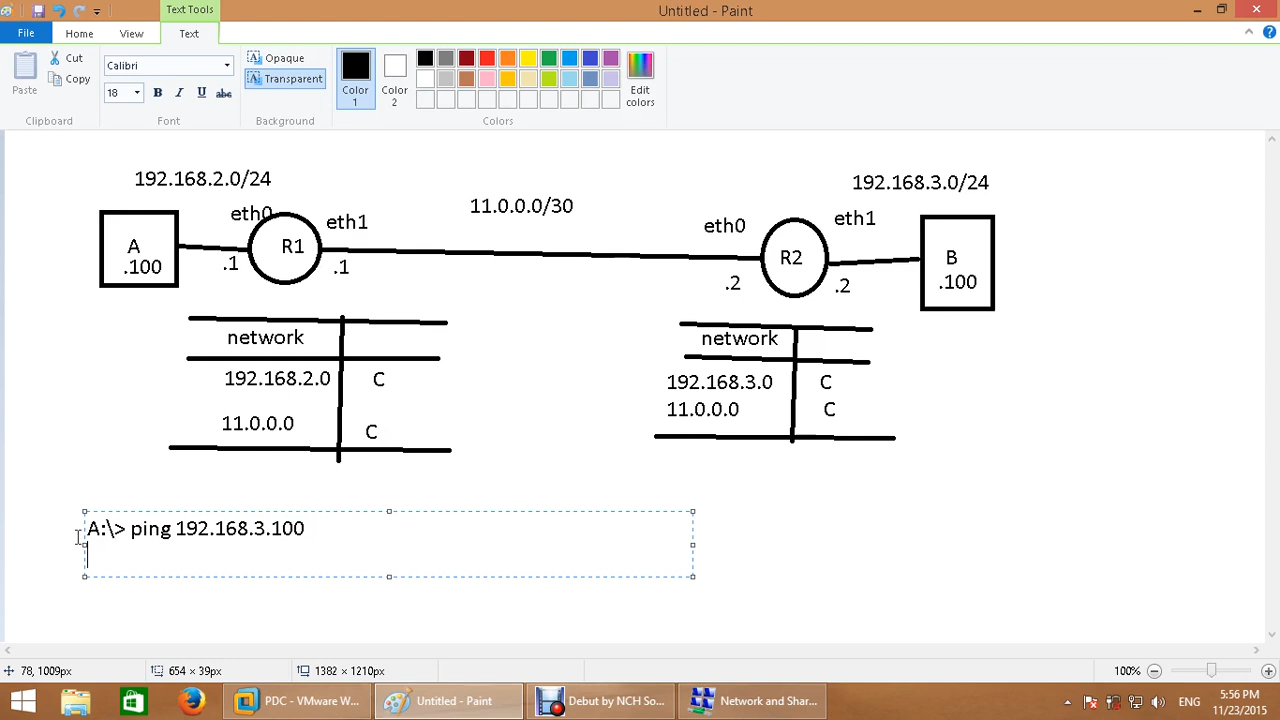 Text Tools
Untitled - Paint
File
Home
View
Text
Paste
Cut
Copy
Clipboard
Calibri
18
B I U abc
Font
Opaque
Transparent
Background
Color 1
Color 2
Edit colors
Colors
192.168.2.0/24
192.168.3.0/24
11.0.0.0/30
eth0
eth1
eth0
eth1
A
.100
R1
R2
B
.100
.1
.1
.2
.2
network
192.168.2.0 C
11.0.0.0 C
network
192.168.3.0 C
11.0.0.0 C
A:\> ping 192.168.3.100
78, 1009px
654 × 39px
1382 × 1210px
100%
PDC - VMware W...
Untitled - Paint
Debut by NCH So...
Network and Shar...
ENG
5:56 PM
11/23/2015